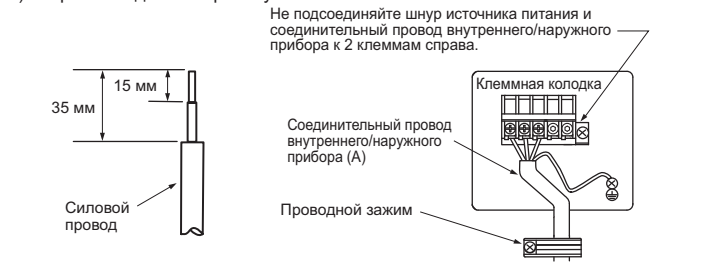 Не подсоединяйте шнур источника питания и
соединительный провод внутреннего/наружного
прибора к 2 клеммам справа.
15 мм
35 мм
Клеммная колодка
Соединительный провод
внутреннего/наружного
прибора (A)
Силовой
провод
Проводной зажим